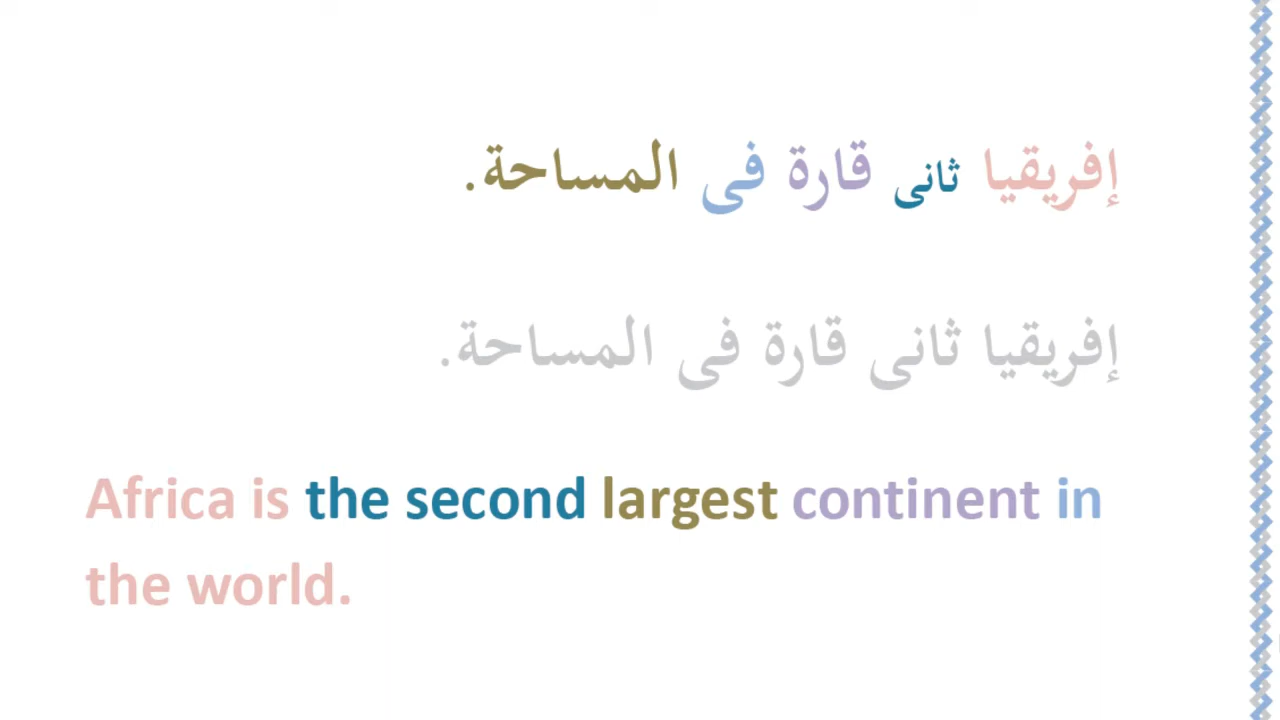 إفريقيا ثانى قارة فى المساحة.
إفريقيا ثانى قارة فى المساحة.
Africa is the second largest continent in
the world.